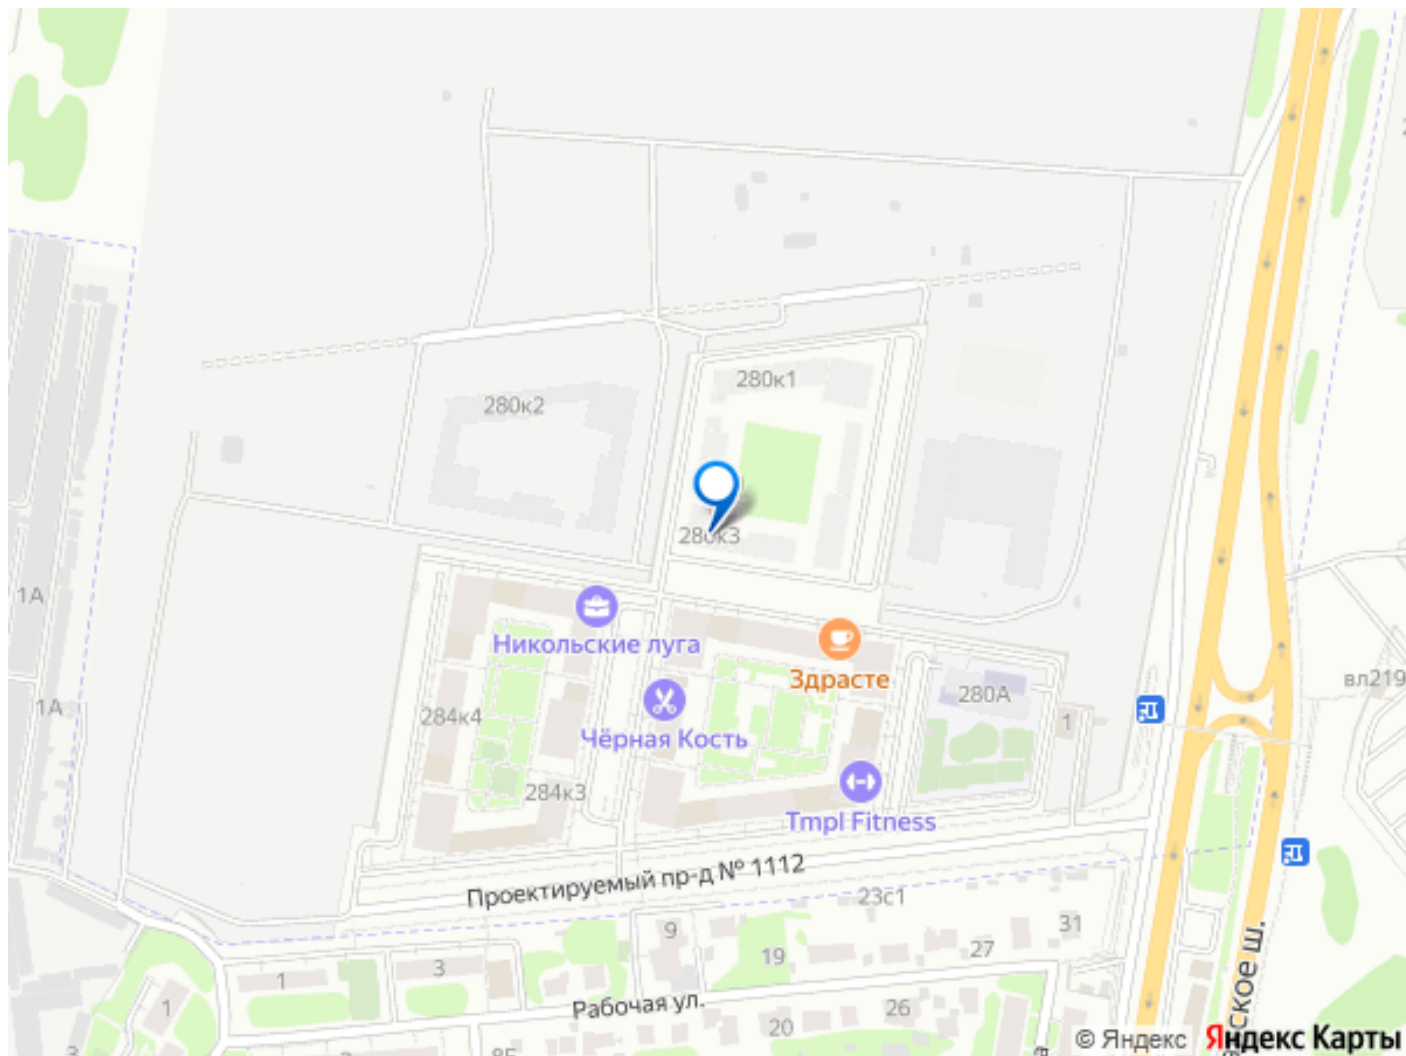 280к1
280к2
280к3
1А
Никольские луга
Здрасте
280А
вл219
1А
284к4
Чёрная Кость
1
284к3
Tmpl Fitness
Проектируемый пр-д № 1112
23с1
9
31
19
27
1
3
1
Рабочая ул.
26
20
ское ш.
© Яндекс Яндекс Карты